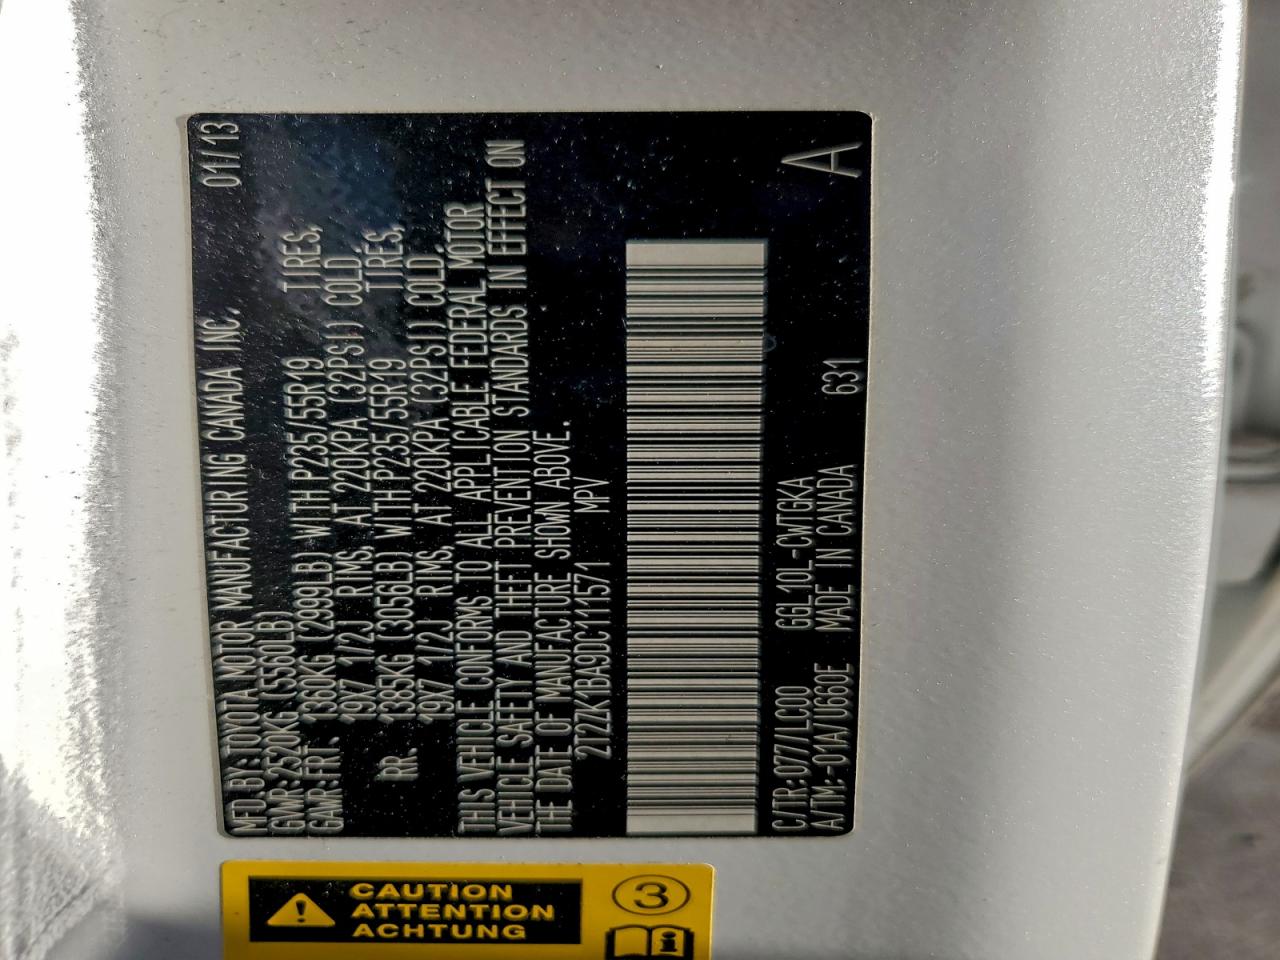 MFD BY:TOYOTA MOTOR MANUFACTURING CANADA INC. 01/13
GVWR:2520KG (5560LB)
GAWR:FRT. 1360KG (2999LB) WITH P235/55R19 TIRES,
19X7 1/2J RIMS, AT 220KPA (32PSI) COLD.
RR. 1385KG (3056LB) WITH P235/55R19 TIRES,
19X7 1/2J RIMS, AT 220KPA (32PSI) COLD.
THIS VEHICLE CONFORMS TO ALL APPLICABLE FEDERAL MOTOR
VEHICLE SAFETY AND THEFT PREVENTION STANDARDS IN EFFECT ON
THE DATE OF MANUFACTURE SHOWN ABOVE.
2T2ZK1BA9DC111571 MPV
C/TR:077/LC00 GGL10L-CWTGKA
A/TM:-01A/U660E MADE IN CANADA 631 A
CAUTION
ATTENTION
ACHTUNG
3
i